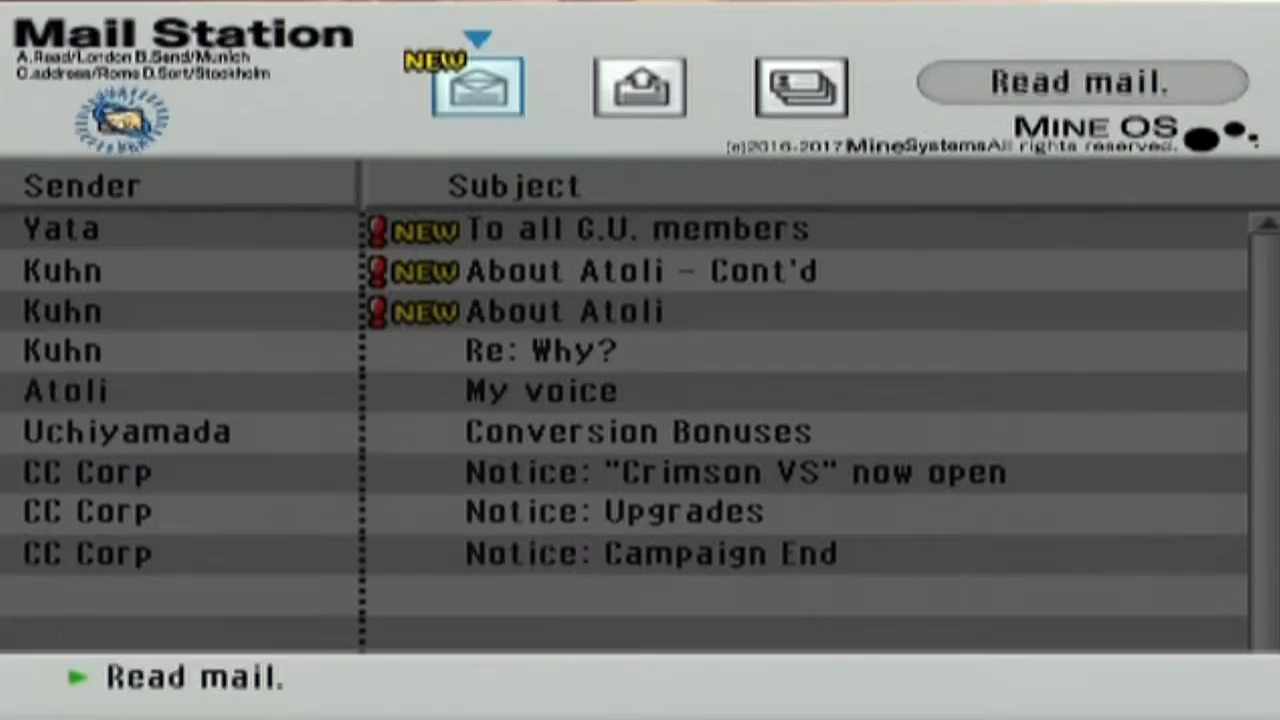 Mail Station
A.Read/London B.Send/Munich
C.address/Roma D.Sort/Stockholm
NEW
Read mail.
MINE OS
(c)2016-2017 MineSystems All rights reserved.
Sender Subject
Yata NEW To all G.U. members
Kuhn NEW About Atoli - Cont'd
Kuhn NEW About Atoli
Kuhn Re: Why?
Atoli My voice
Uchiyamada Conversion Bonuses
CC Corp Notice: "Crimson VS" now open
CC Corp Notice: Upgrades
CC Corp Notice: Campaign End
Read mail.